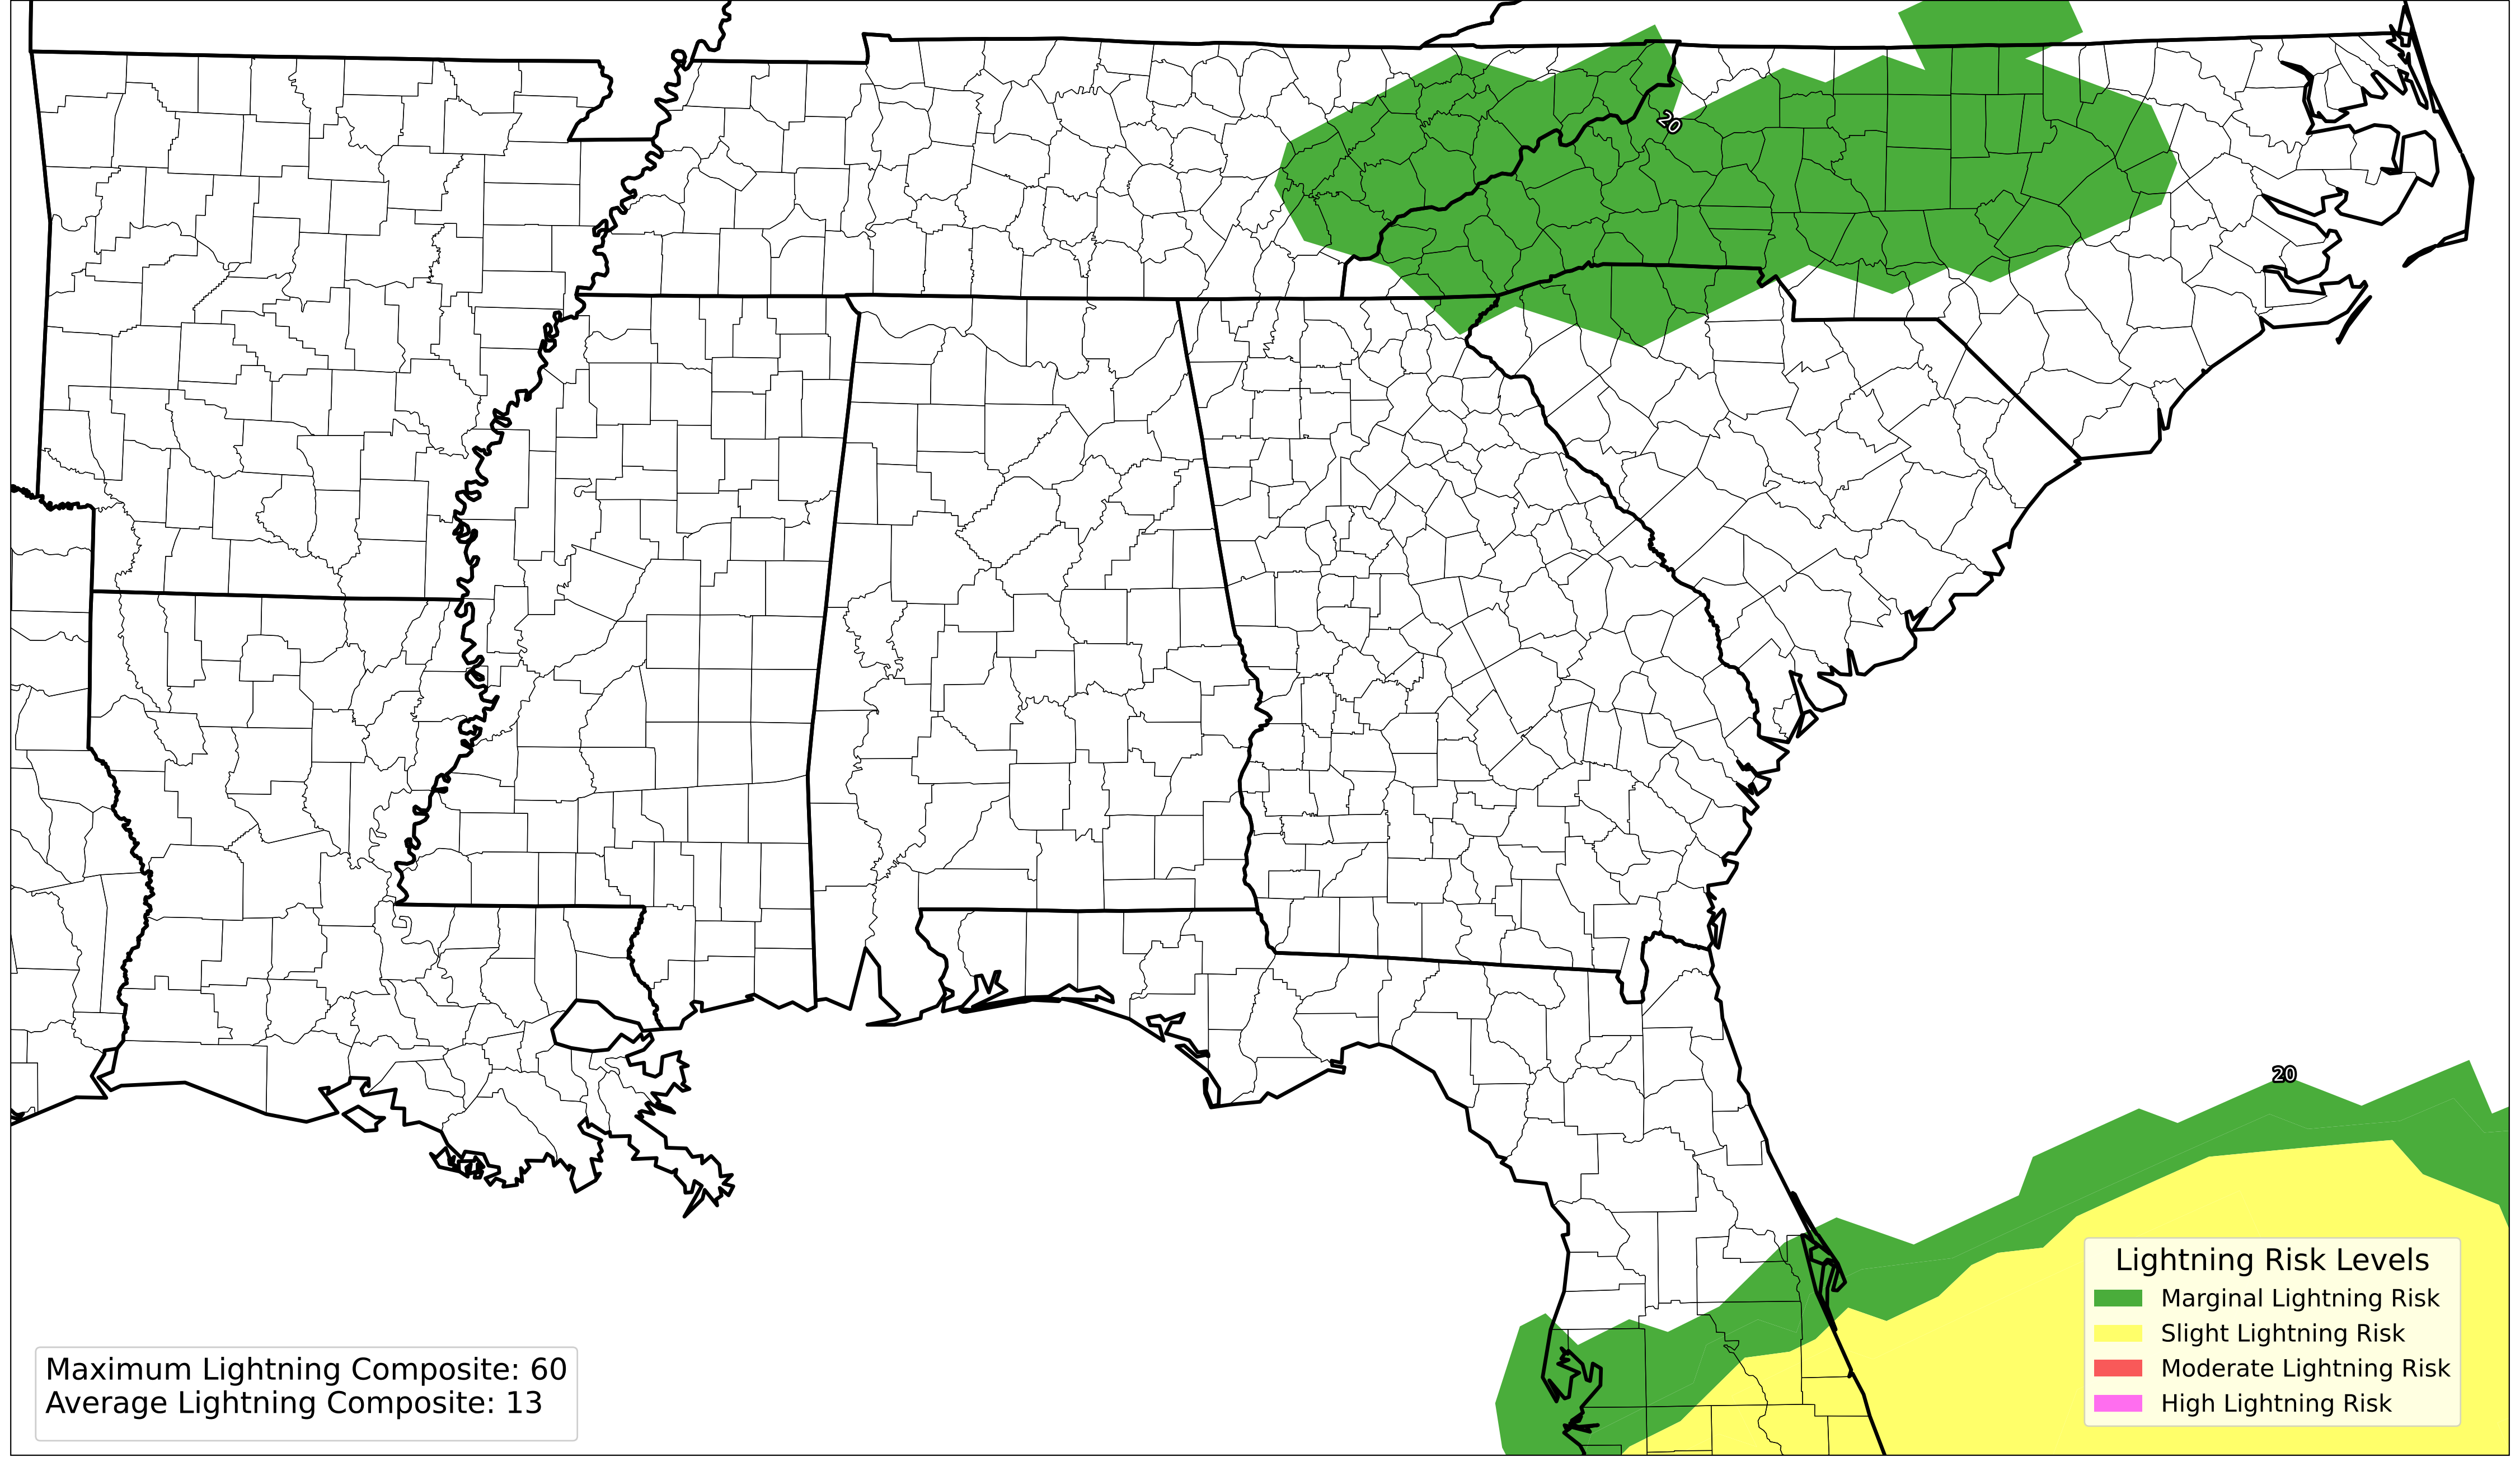 20
20
Lightning Risk Levels
Marginal Lightning Risk
Slight Lightning Risk
Moderate Lightning Risk
High Lightning Risk
Maximum Lightning Composite: 60
Average Lightning Composite: 13